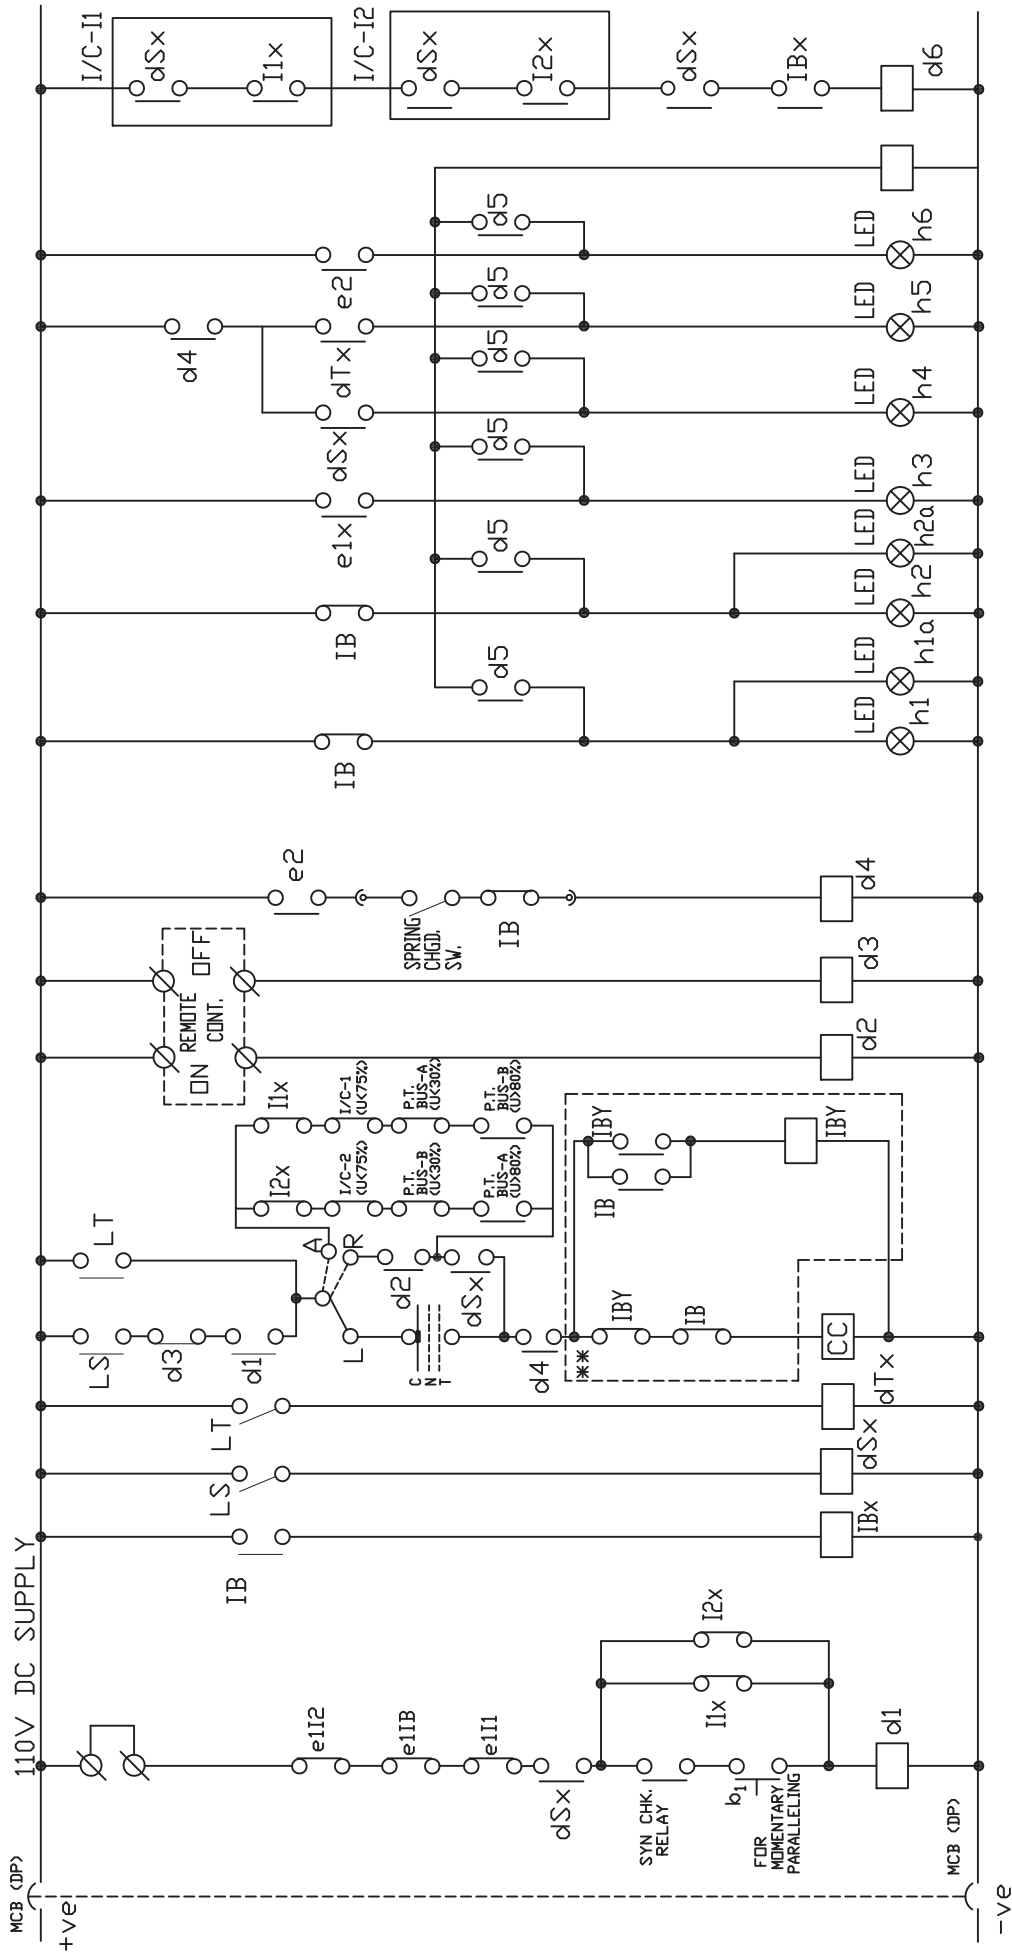 MCB (DP)
+ve
110V DC SUPPLY
e1I2
e1IB
e1I1
dSx
SYN CHK.
RELAY
b1
FOR
MOMENTARY
PARALLELING
I1x
I2x
d1
MCB (DP)
-ve
IB
IBx
LS
dSx
LT
dTx
LS
d3
d1
LT
L
A
R
C
N
T
d2
dSx
d4
**
IBY
IB
CC
IB
IBY
IBY
I2x
I/C-2
(U<75%)
P.T.
BUS-B
(U<30%)
P.T.
BUS-A
(U>80%)
I1x
I/C-1
(U<75%)
P.T.
BUS-A
(U<30%)
P.T.
BUS-B
(U>80%)
ON
REMOTE
CONT.
OFF
d2
d3
e2
SPRING
CHGD.
SW.
IB
d4
IB
d5
LED
h1
LED
h1a
IB
d5
LED
h2
LED
h2a
e1x
d5
LED
h3
dSx
d5
LED
h4
d4
dTx
d5
LED
h5
e2
d5
LED
h6
I/C-I1
dSx
I1x
I/C-I2
dSx
I2x
dSx
IBx
d6